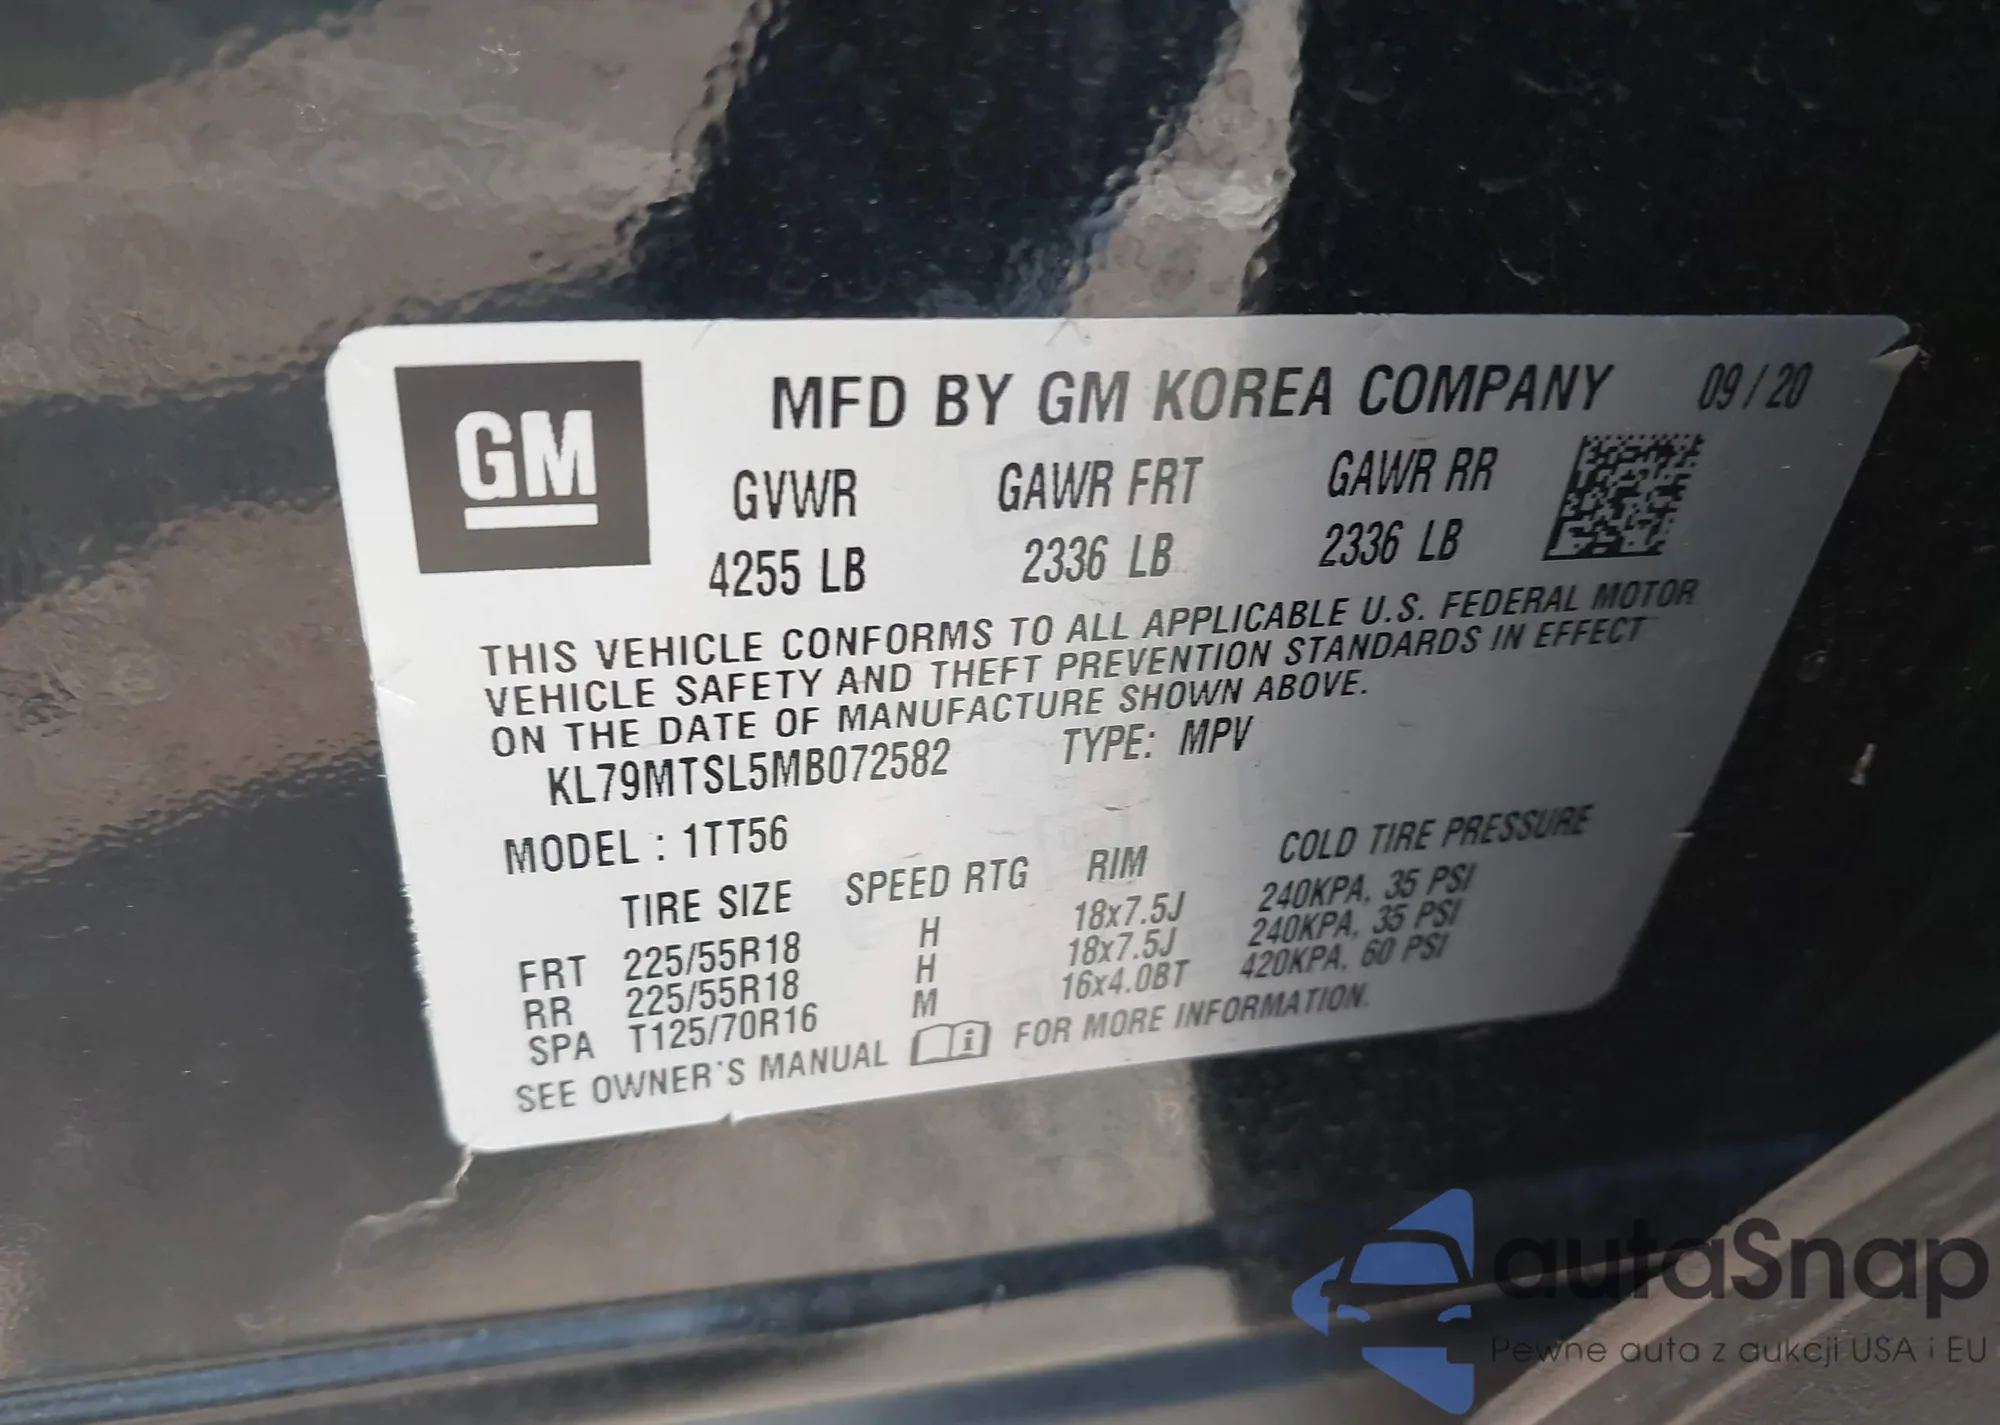 GM
MFD BY GM KOREA COMPANY 09/20
GVWR GAWR FRT GAWR RR
4255 LB 2336 LB 2336 LB
THIS VEHICLE CONFORMS TO ALL APPLICABLE U.S. FEDERAL MOTOR
VEHICLE SAFETY AND THEFT PREVENTION STANDARDS IN EFFECT
ON THE DATE OF MANUFACTURE SHOWN ABOVE.
KL79MTSL5MB072582 TYPE: MPV
MODEL : 1TT56
TIRE SIZE SPEED RTG RIM COLD TIRE PRESSURE
FRT 225/55R18 H 18x7.5J 240KPA, 35 PSI
RR 225/55R18 H 18x7.5J 240KPA, 35 PSI
SPA T125/70R16 M 16x4.0BT 420KPA, 60 PSI
SEE OWNER'S MANUAL FOR MORE INFORMATION.
autaSnap
Pewne auta z aukcji USA i EU